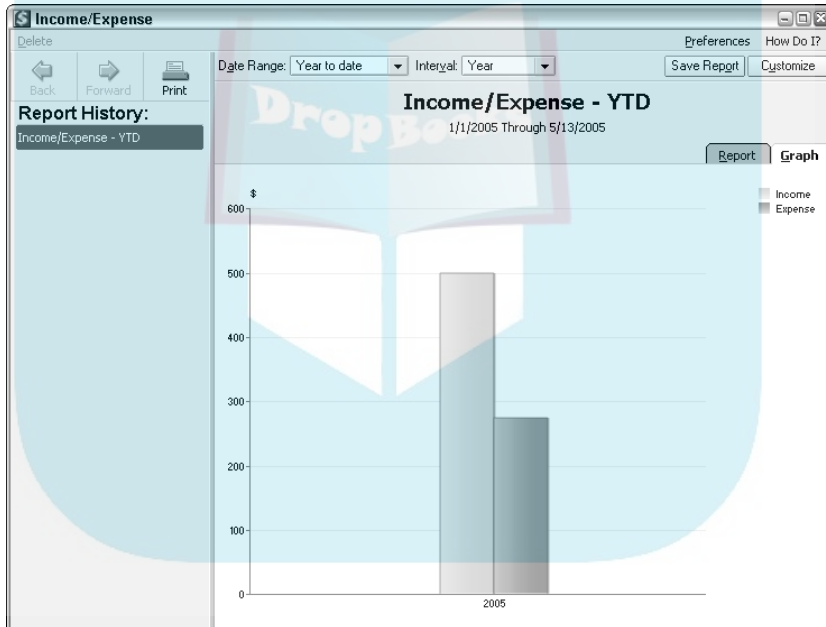 Income/Expense
Delete
Preferences How Do I?
Back Forward Print
Date Range: Year to date Interval: Year Save Report Customize
Report History:
Income/Expense - YTD
Income/Expense - YTD
1/1/2005 Through 5/13/2005
Report Graph
DropBook
$
Income
Expense
600
500
400
300
200
100
0
2005